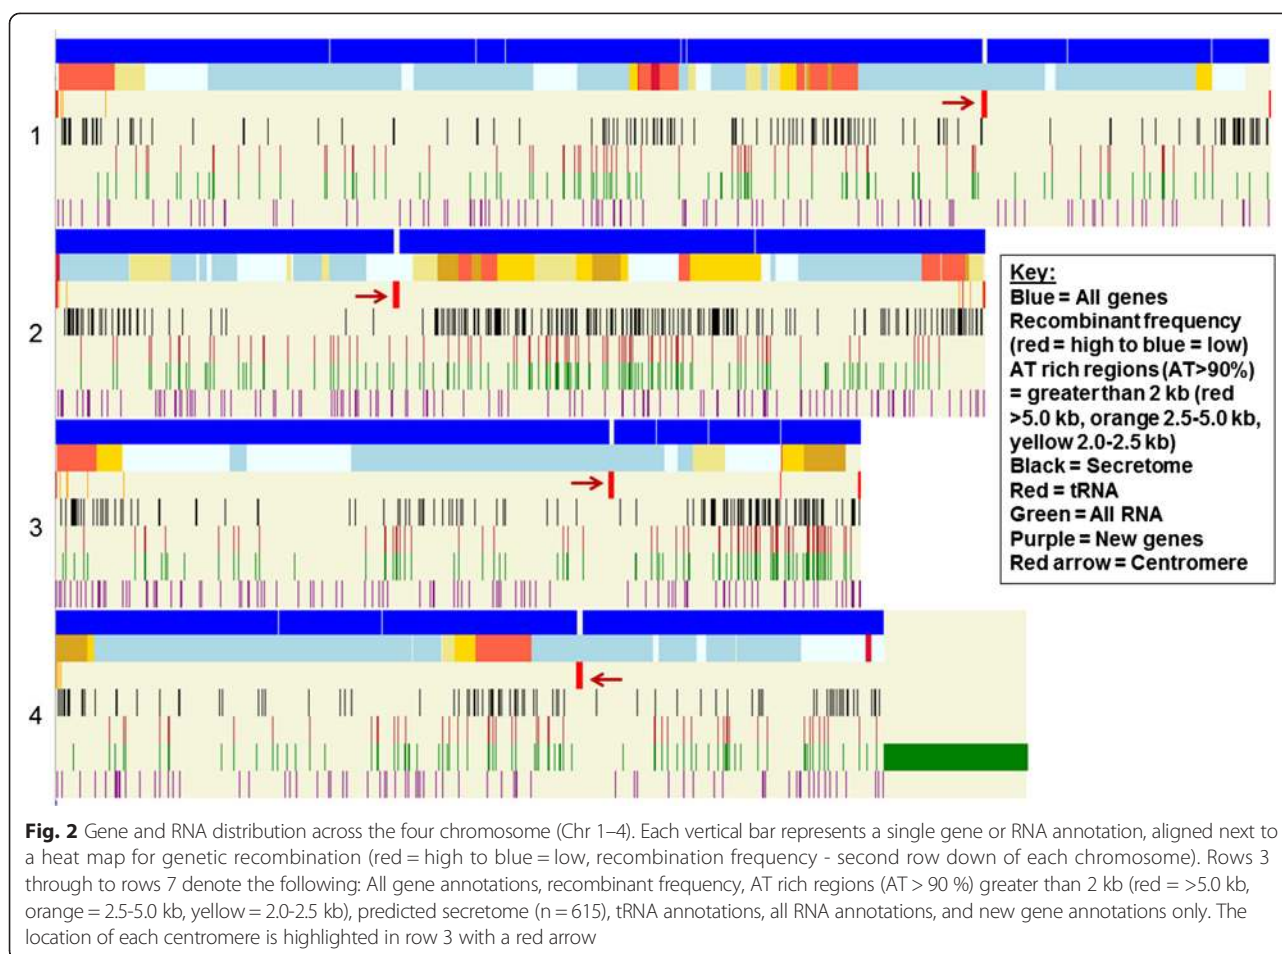 1
2
3
4
Key:
Blue = All genes
Recombinant frequency
(red = high to blue = low)
AT rich regions (AT>90%)
= greater than 2 kb (red
>5.0 kb, orange 2.5-5.0 kb,
yellow 2.0-2.5 kb)
Black = Secretome
Red = tRNA
Green = All RNA
Purple = New genes
Red arrow = Centromere
Fig. 2 Gene and RNA distribution across the four chromosome (Chr 1–4). Each vertical bar represents a single gene or RNA annotation, aligned next to
a heat map for genetic recombination (red = high to blue = low, recombination frequency - second row down of each chromosome). Rows 3
through to rows 7 denote the following: All gene annotations, recombinant frequency, AT rich regions (AT > 90 %) greater than 2 kb (red = >5.0 kb,
orange = 2.5-5.0 kb, yellow = 2.0-2.5 kb), predicted secretome (n = 615), tRNA annotations, all RNA annotations, and new gene annotations only. The
location of each centromere is highlighted in row 3 with a red arrow